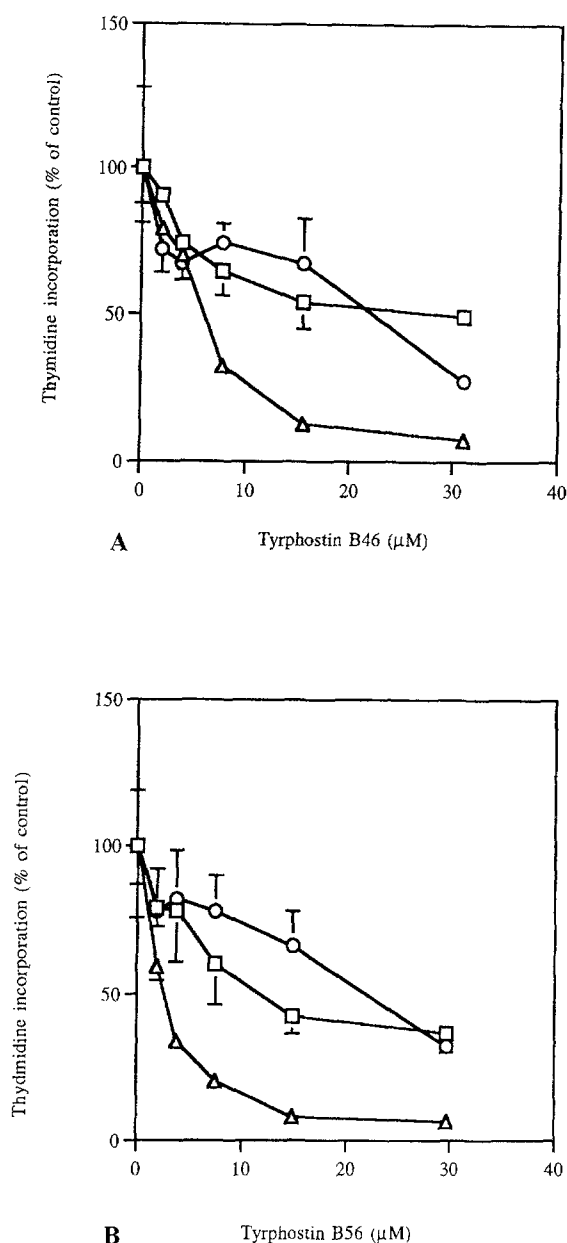 150
100
50
0
Thymidine incorporation (% of control)
0 10 20 30 40
A Tyrphostin B46 (μM)
150
100
50
0
Thydmidine incorporation (% of control)
0 10 20 30 40
B Tyrphostin B56 (μM)